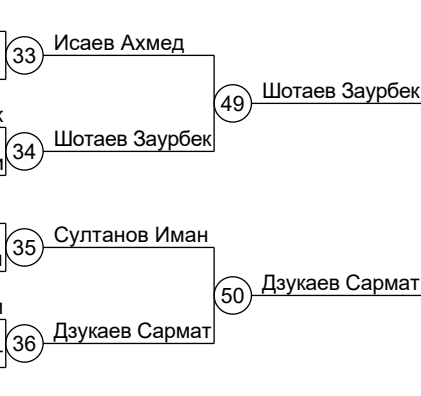 33
Исаев Ахмед
49
Шотаев Заурбек
34
Шотаев Заурбек
35
Султанов Иман
50
Дзукаев Сармат
36
Дзукаев Сармат